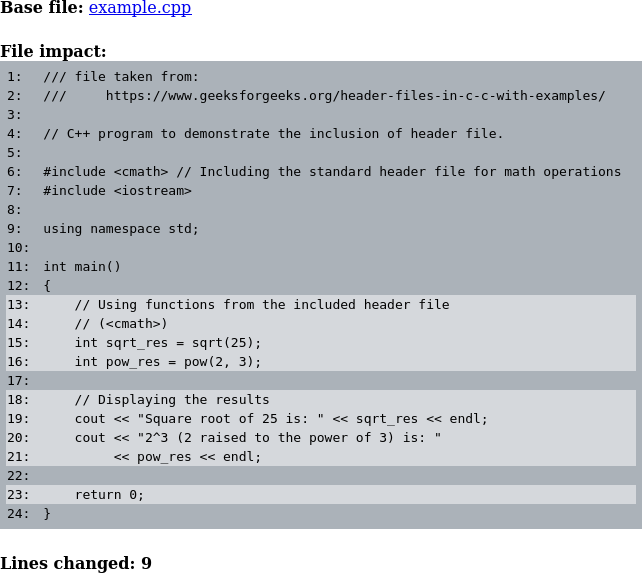 Base file: example.cpp
File impact:
1: /// file taken from:
2: ///     https://www.geeksforgeeks.org/header-files-in-c-c-with-examples/
3:
4: // C++ program to demonstrate the inclusion of header file.
5:
6: #include <cmath> // Including the standard header file for math operations
7: #include <iostream>
8:
9: using namespace std;
10:
11: int main()
12: {
13:     // Using functions from the included header file
14:     // (<cmath>)
15:     int sqrt_res = sqrt(25);
16:     int pow_res = pow(2, 3);
17:
18:     // Displaying the results
19:     cout << "Square root of 25 is: " << sqrt_res << endl;
20:     cout << "2^3 (2 raised to the power of 3) is: "
21:          << pow_res << endl;
22:
23:     return 0;
24: }
Lines changed: 9